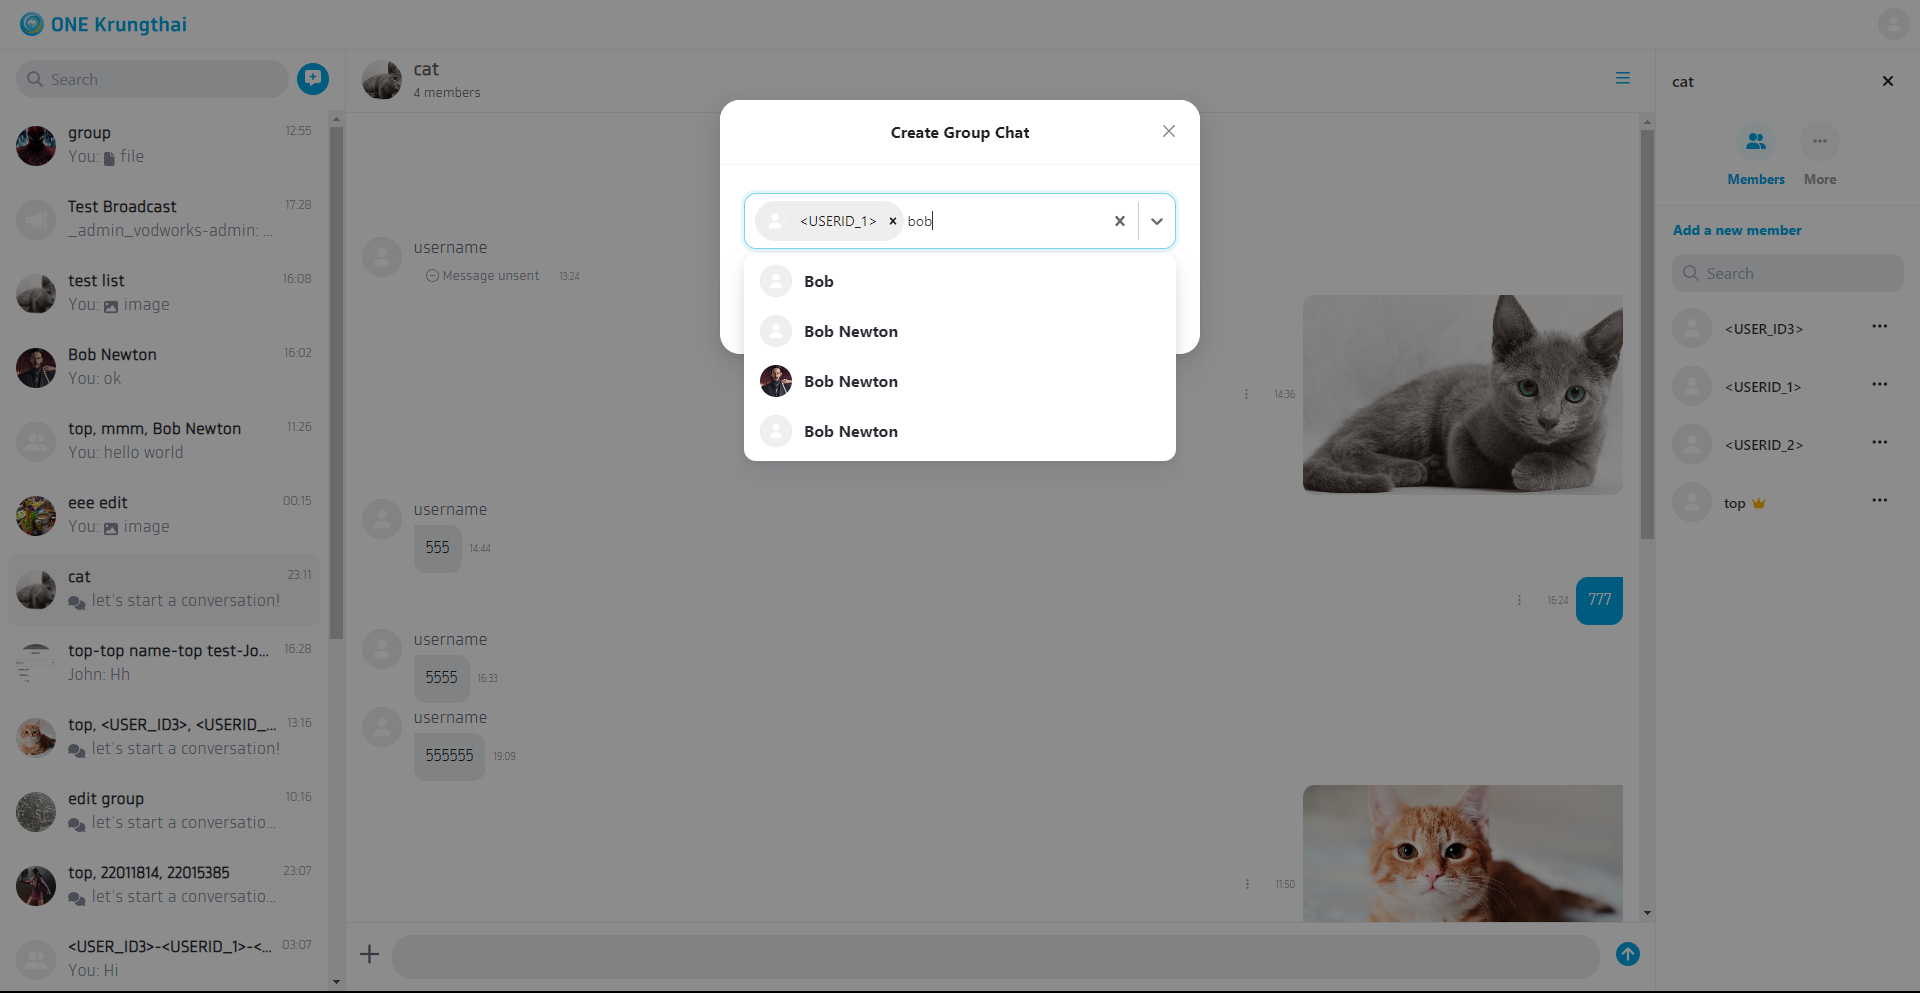 ONE Krungthai
Search
group 12:55
You: file
Test Broadcast 17:28
_admin_vodworks-admin: ...
test list 16:08
You: image
Bob Newton 16:02
You: ok
top, mmm, Bob Newton 11:26
You: hello world
eee edit 00:15
You: image
cat 23:11
let's start a conversation!
top-top name-top test-Jo... 16:28
John: Hh
top, <USER_ID3>, <USERID_... 13:16
let's start a conversation!
edit group 10:16
let's start a conversatio...
top, 22011814, 22015385 23:07
let's start a conversatio...
<USER_ID3>-<USERID_1>-<... 03:07
You: Hi
cat
4 members
username
Message unsent 13:24
14:36
username
555 14:44
16:24 777
username
5555 16:33
username
555555 19:09
11:50
Create Group Chat
<USERID_1> bob
Bob
Bob Newton
Bob Newton
Bob Newton
cat
Members More
Add a new member
Search
<USER_ID3>
<USERID_1>
<USERID_2>
top